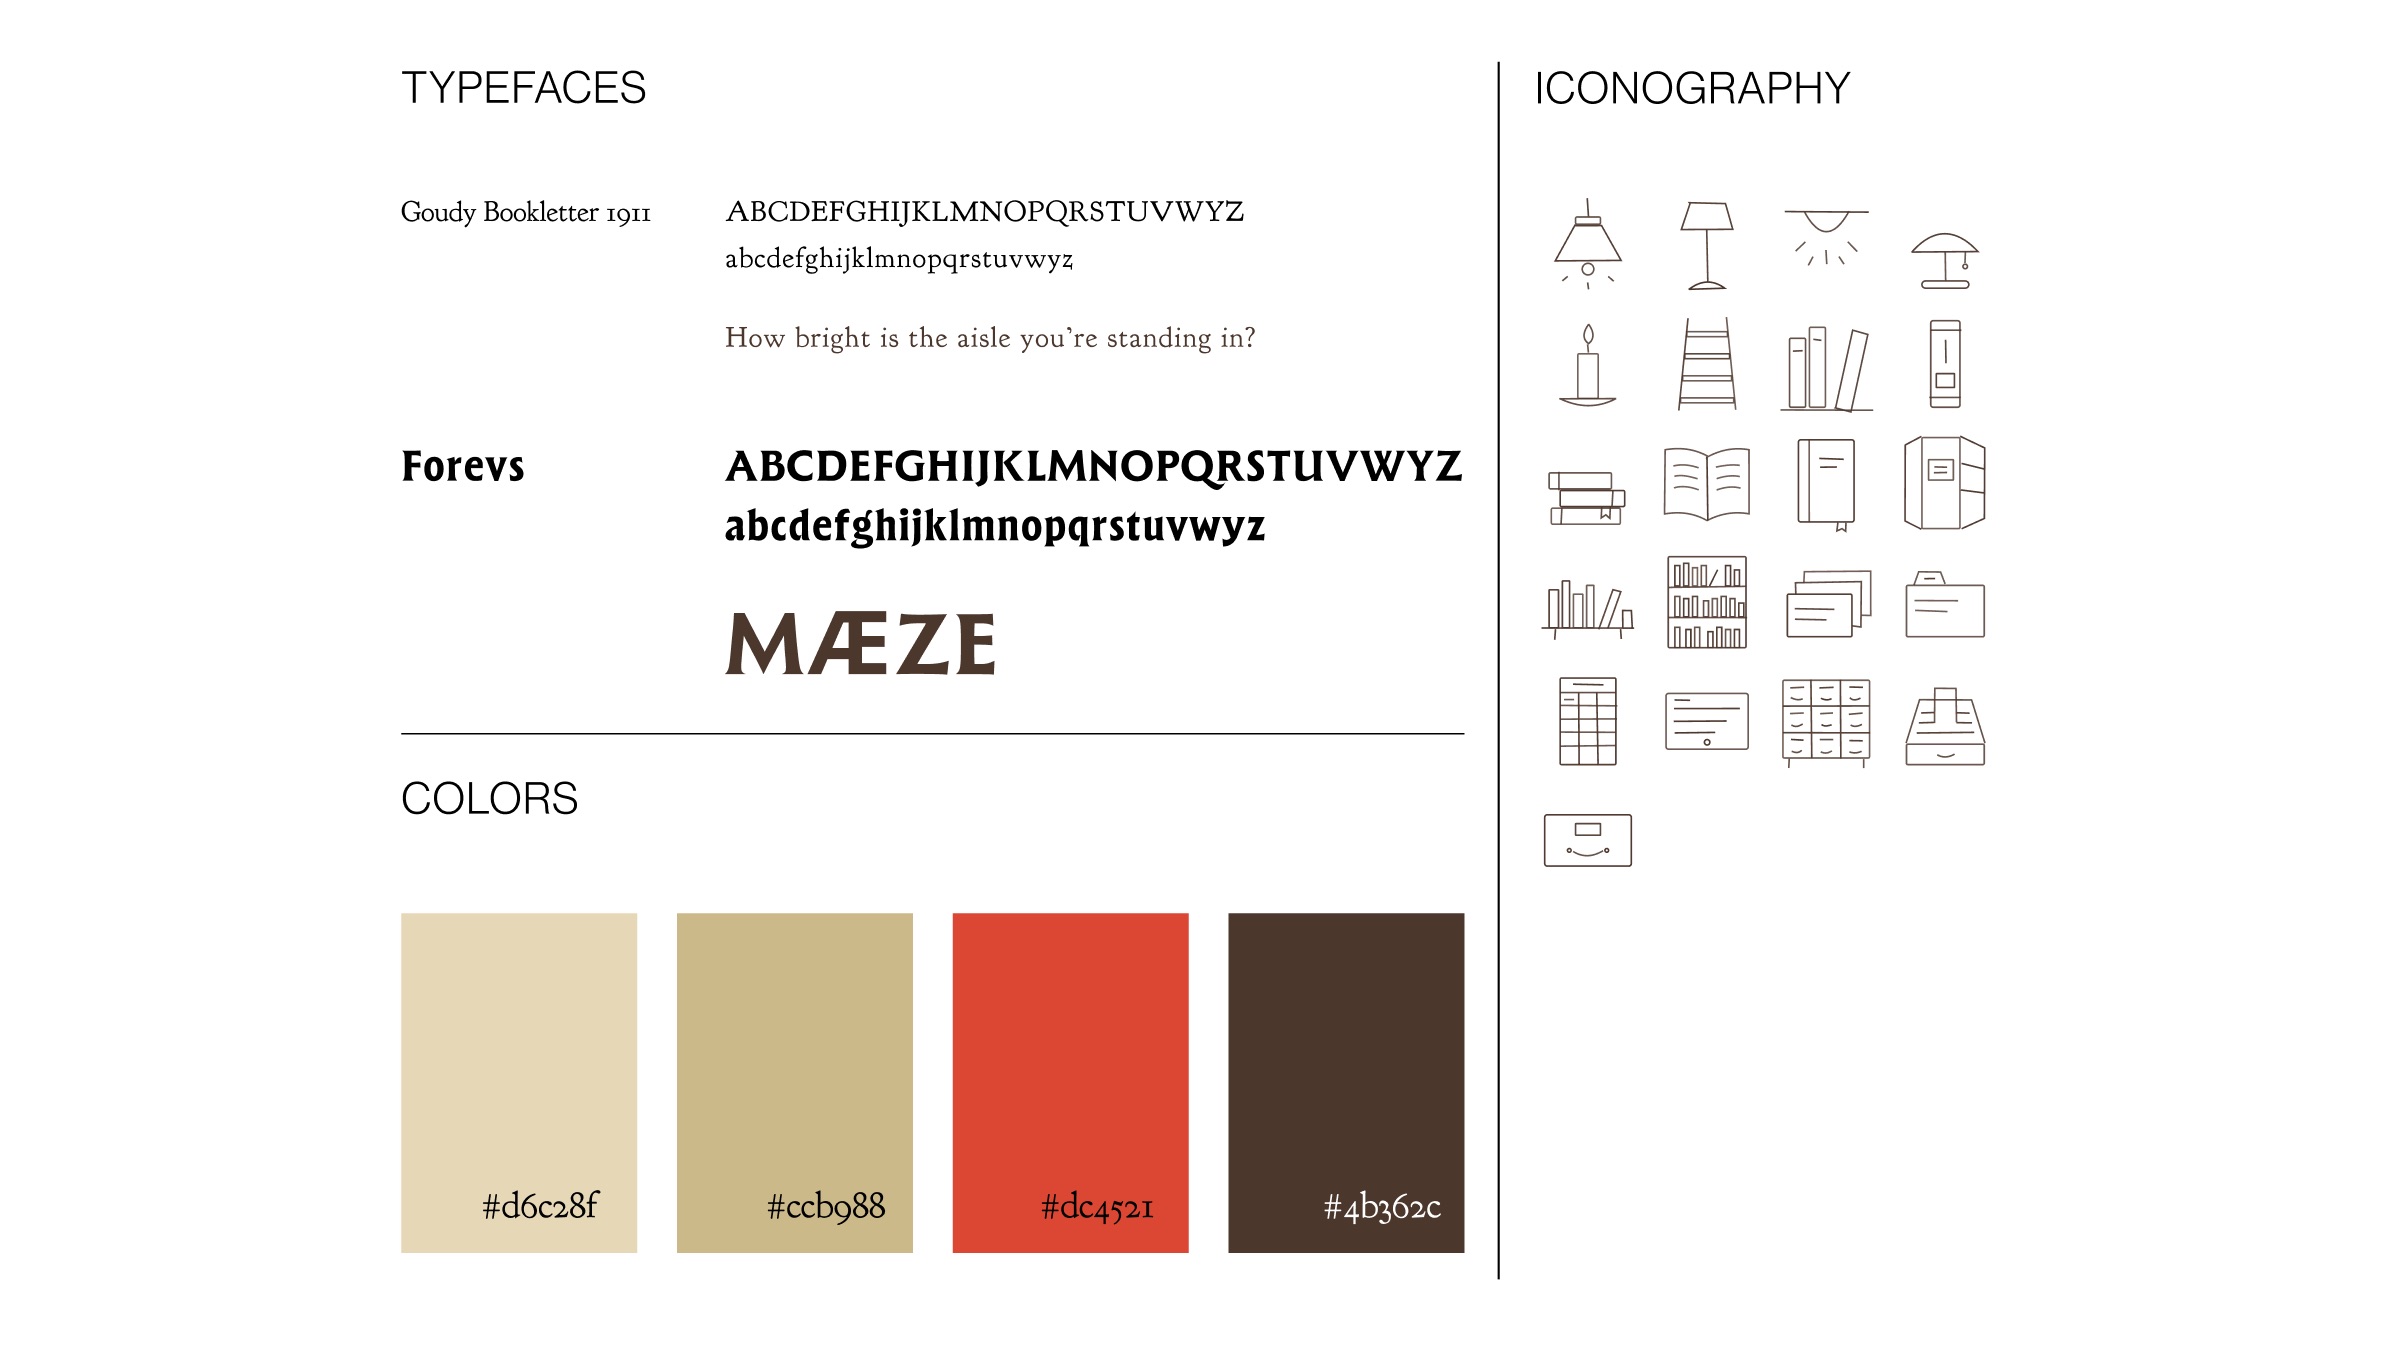 TYPEFACES
Goudy Bookletter 1911
ABCDEFGHIJKLMNOPQRSTUVWYZ
abcdefghijklmnopqrstuvwyz
How bright is the aisle you’re standing in?
Forevs
ABCDEFGHIJKLMNOPQRSTUVWYZ
abcdefghijklmnopqrstuvwyz
MÆZE
COLORS
#d6c28f
#ccb988
#dc4521
#4b362c
ICONOGRAPHY